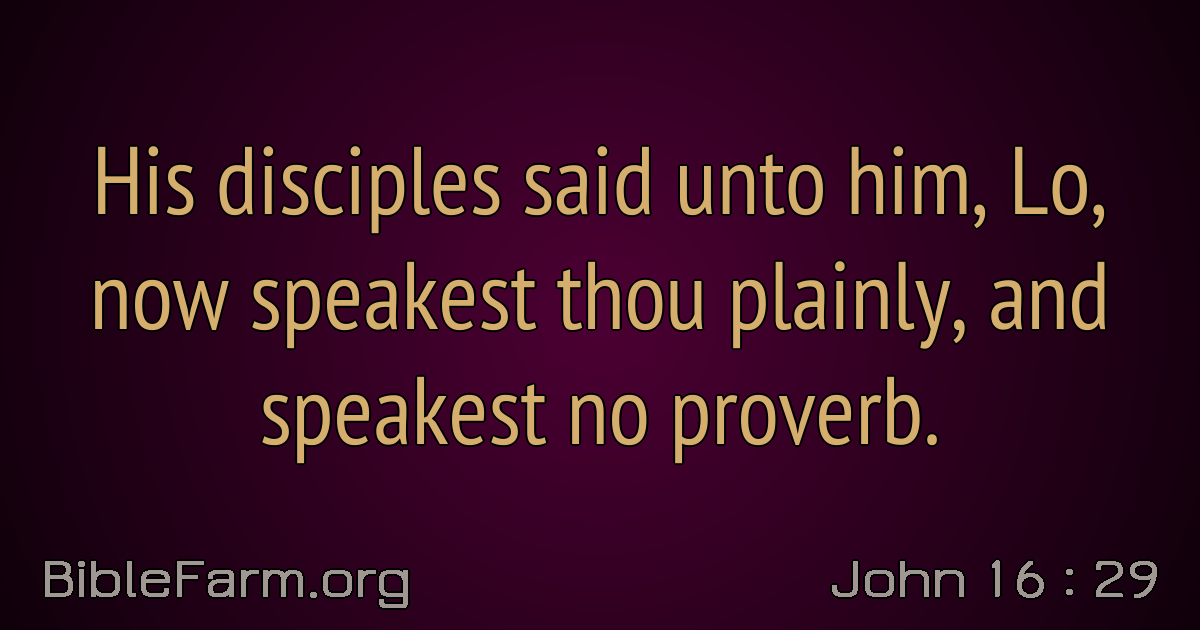 His disciples said unto him, Lo,
now speakest thou plainly, and
speakest no proverb.
BibleFarm.org
John 16 : 29